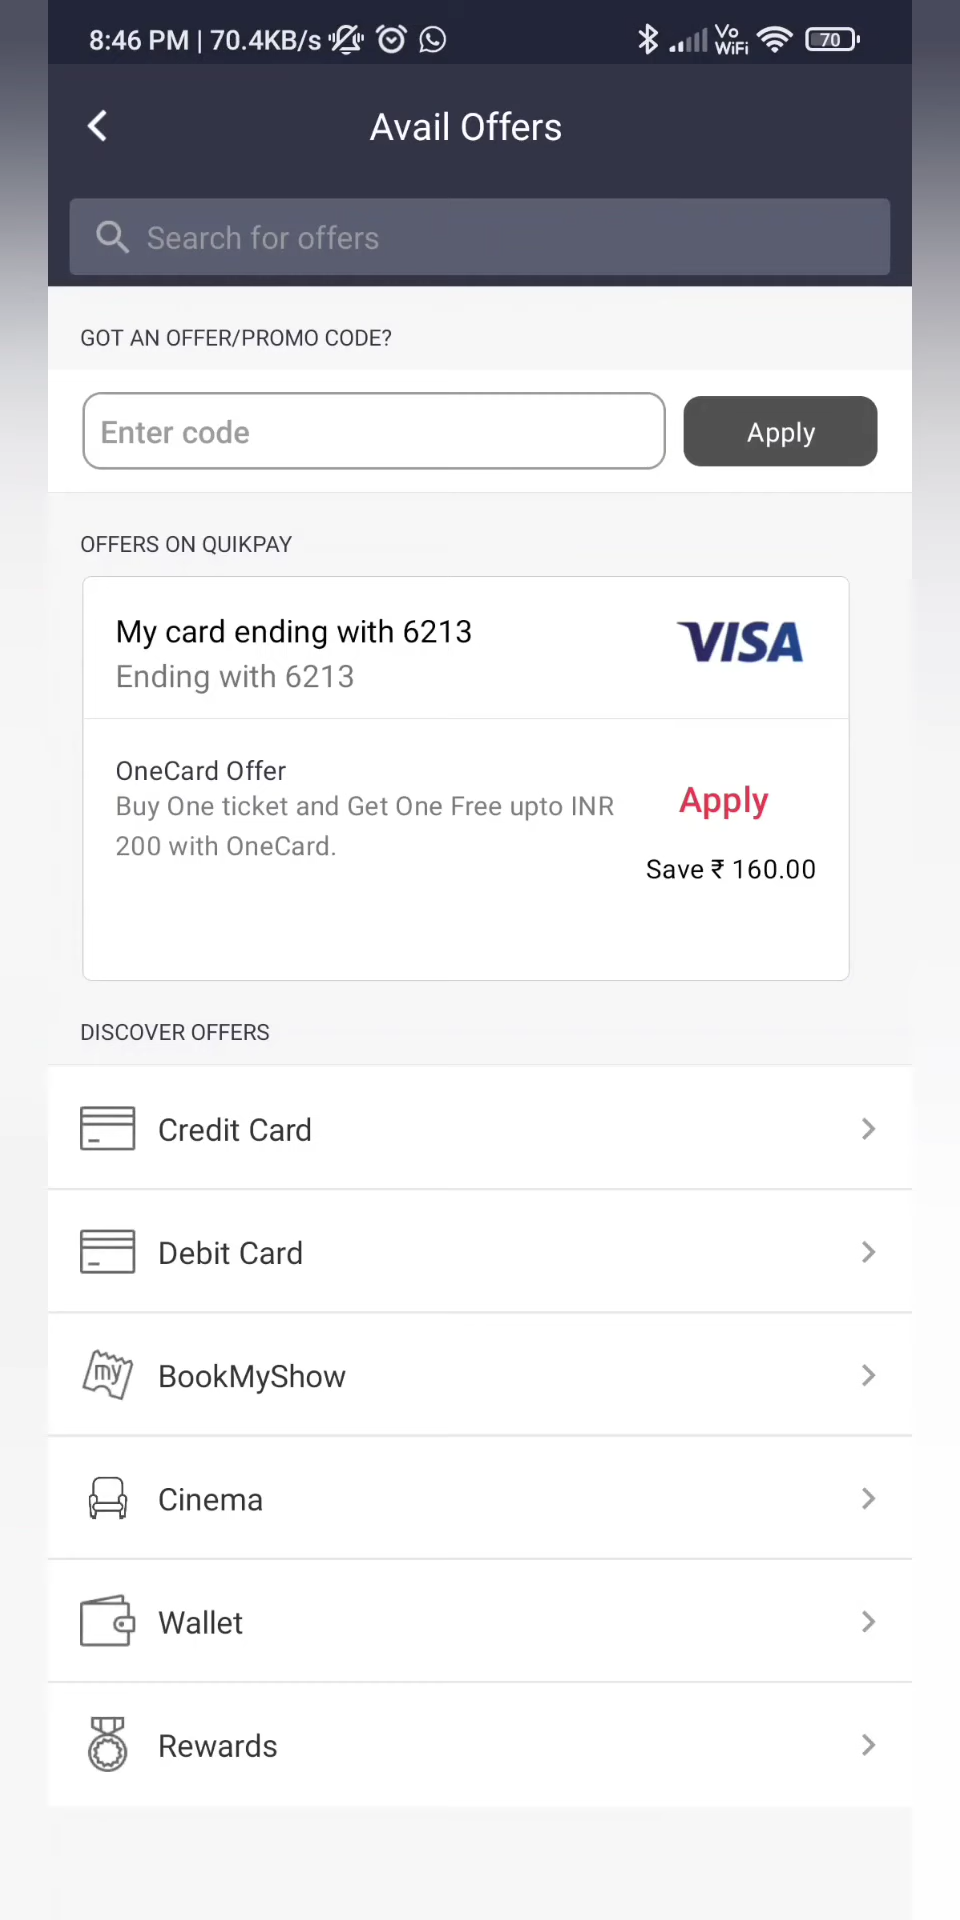 8:46 PM | 70.4KB/s Vo WiFi 70
Avail Offers
Search for offers
GOT AN OFFER/PROMO CODE?
Enter code
Apply
OFFERS ON QUIKPAY
My card ending with 6213
VISA
Ending with 6213
OneCard Offer
Buy One ticket and Get One Free upto INR
200 with OneCard.
Apply
Save ₹ 160.00
DISCOVER OFFERS
Credit Card
Debit Card
my BookMyShow
Cinema
Wallet
Rewards